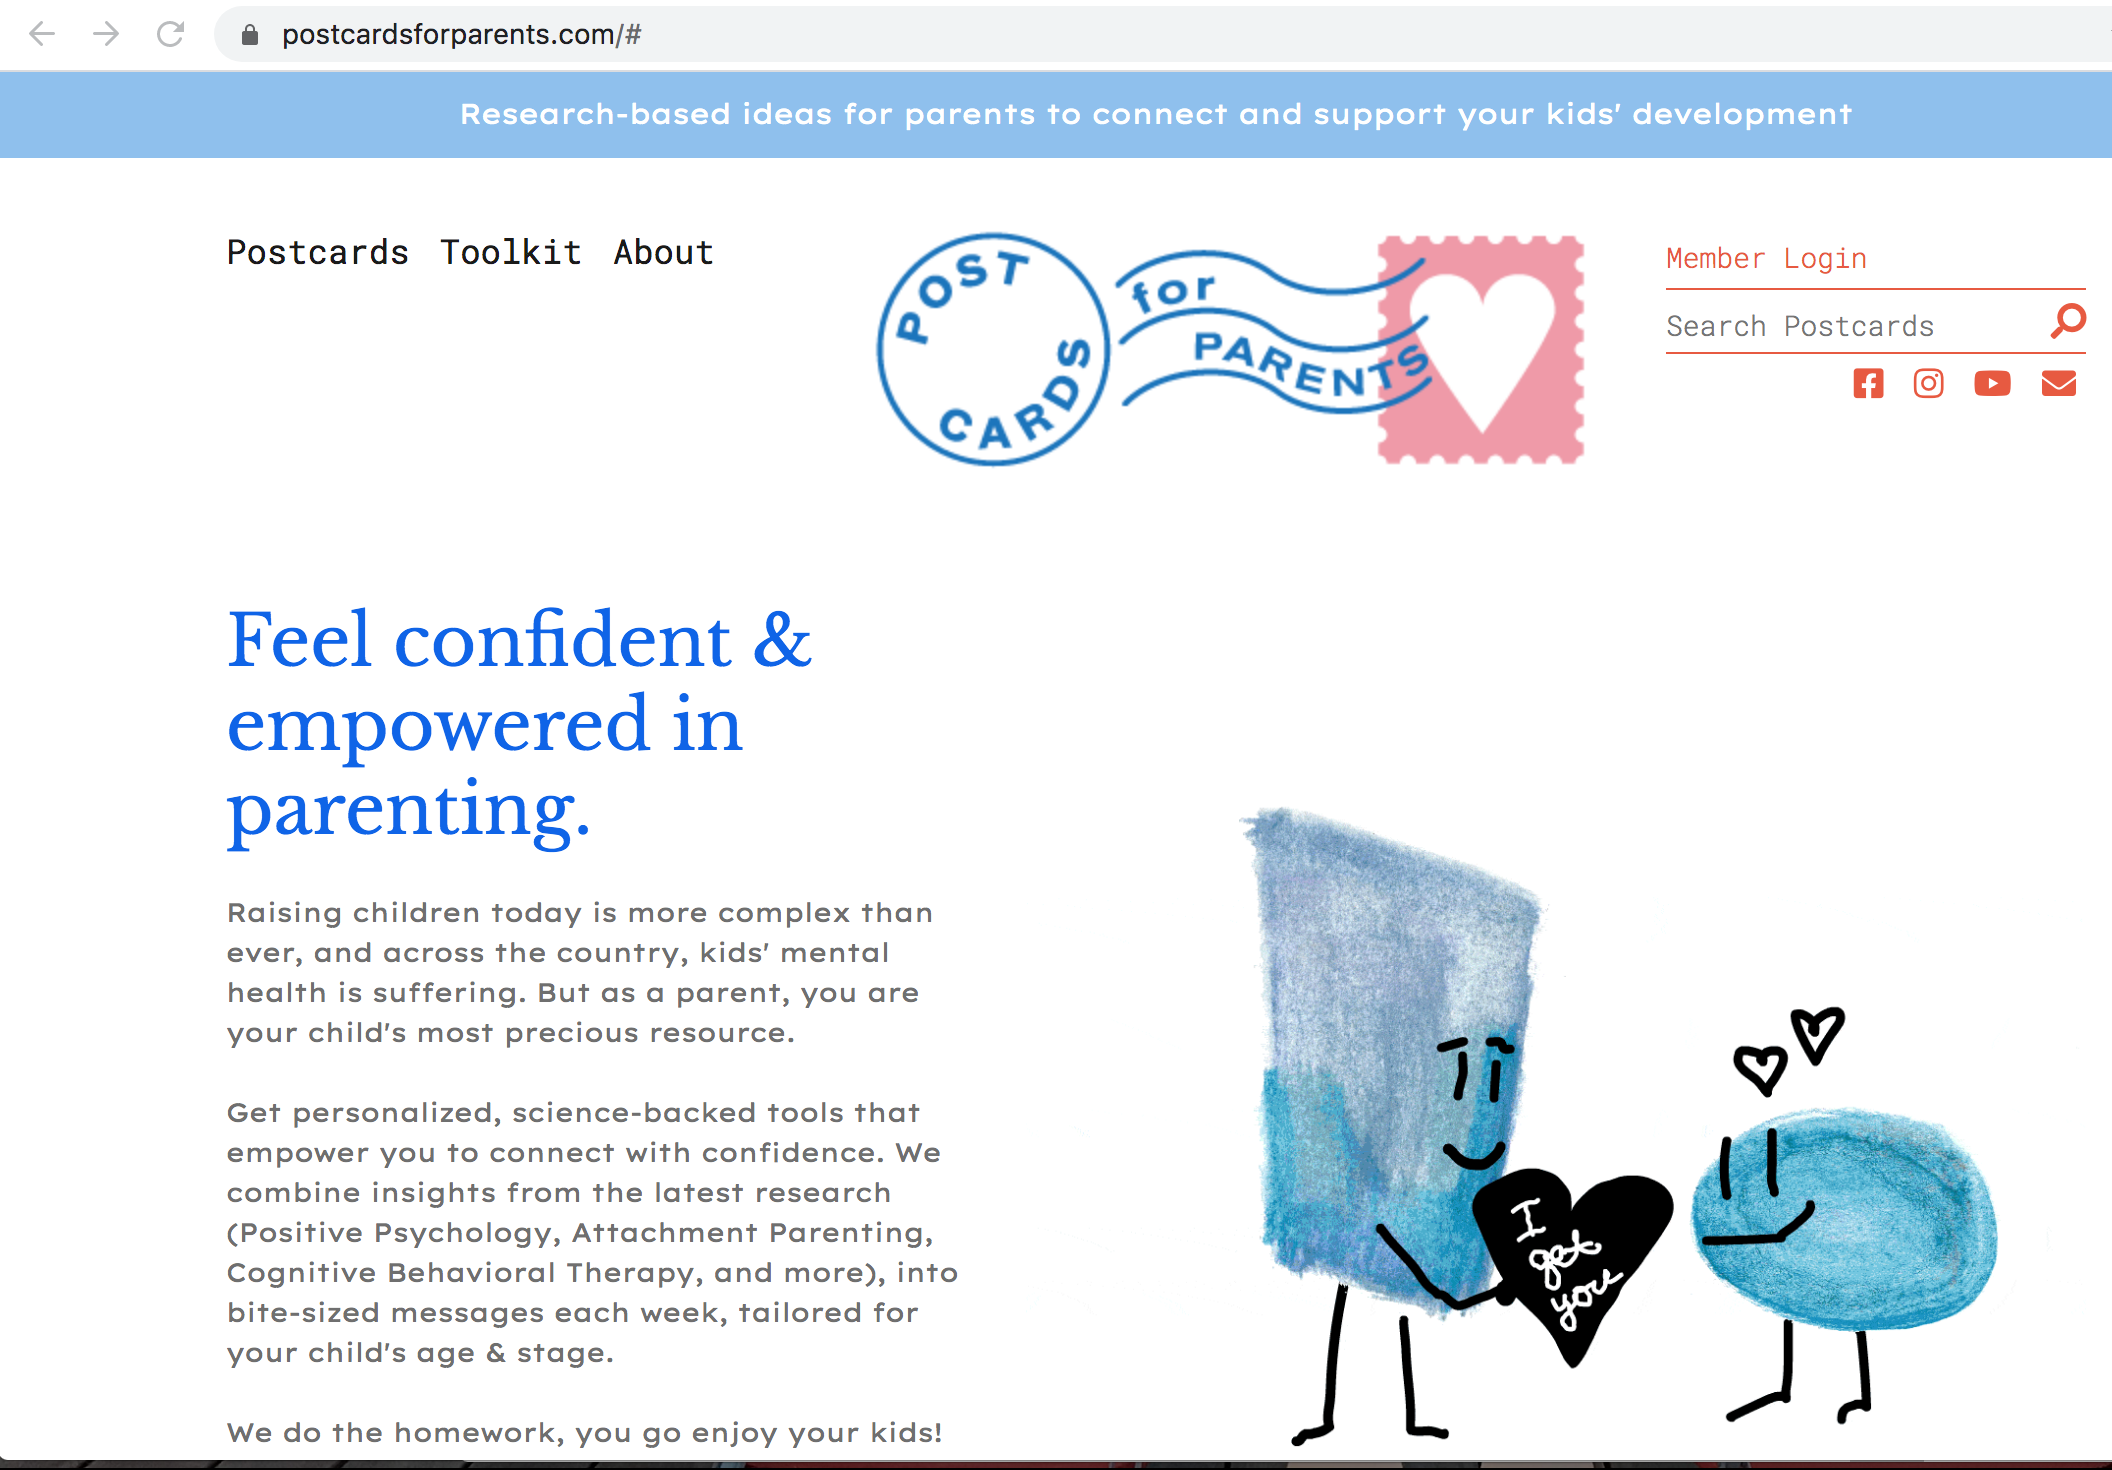 postcardsforparents.com/#
Research-based ideas for parents to connect and support your kids' development
Postcards Toolkit About
POST
CARDS
for
PARENTS
Member Login
Search Postcards
Feel confident &
empowered in
parenting.
Raising children today is more complex than
ever, and across the country, kids' mental
health is suffering. But as a parent, you are
your child's most precious resource.
Get personalized, science-backed tools that
empower you to connect with confidence. We
combine insights from the latest research
(Positive Psychology, Attachment Parenting,
Cognitive Behavioral Therapy, and more), into
bite-sized messages each week, tailored for
your child's age & stage.
We do the homework, you go enjoy your kids!
I
get
you